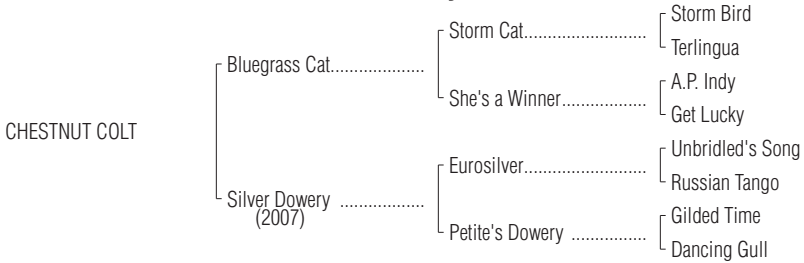 Storm Bird
Storm Cat........................
Terlingua
Bluegrass Cat....................
A.P. Indy
She's a Winner.................
Get Lucky
CHESTNUT COLT
Unbridled's Song
Eurosilver........................
Russian Tango
Silver Dowery ..................
(2007)
Gilded Time
Petite's Dowery ................
Dancing Gull